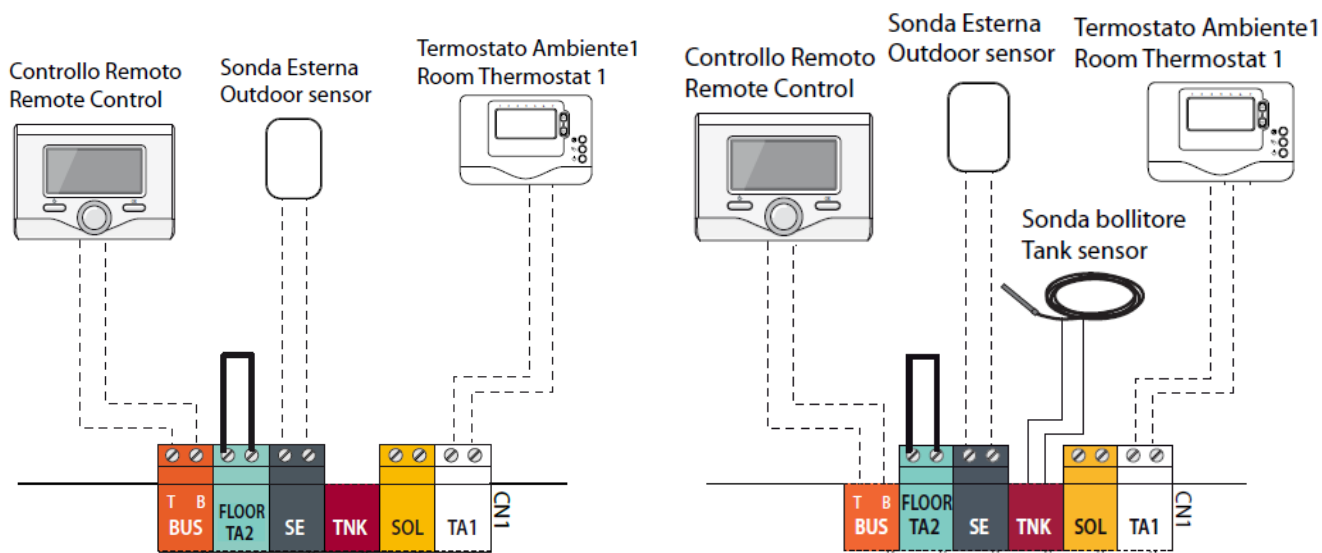 Controllo Remoto
Remote Control
Sonda Esterna
Outdoor sensor
Termostato Ambiente1
Room Thermostat 1
T B
BUS
FLOOR
TA2
SE
TNK
SOL
TA1
CN1
Controllo Remoto
Remote Control
Sonda Esterna
Outdoor sensor
Termostato Ambiente1
Room Thermostat 1
Sonda bollitore
Tank sensor
T B
BUS
FLOOR
TA2
SE
TNK
SOL
TA1
CN1